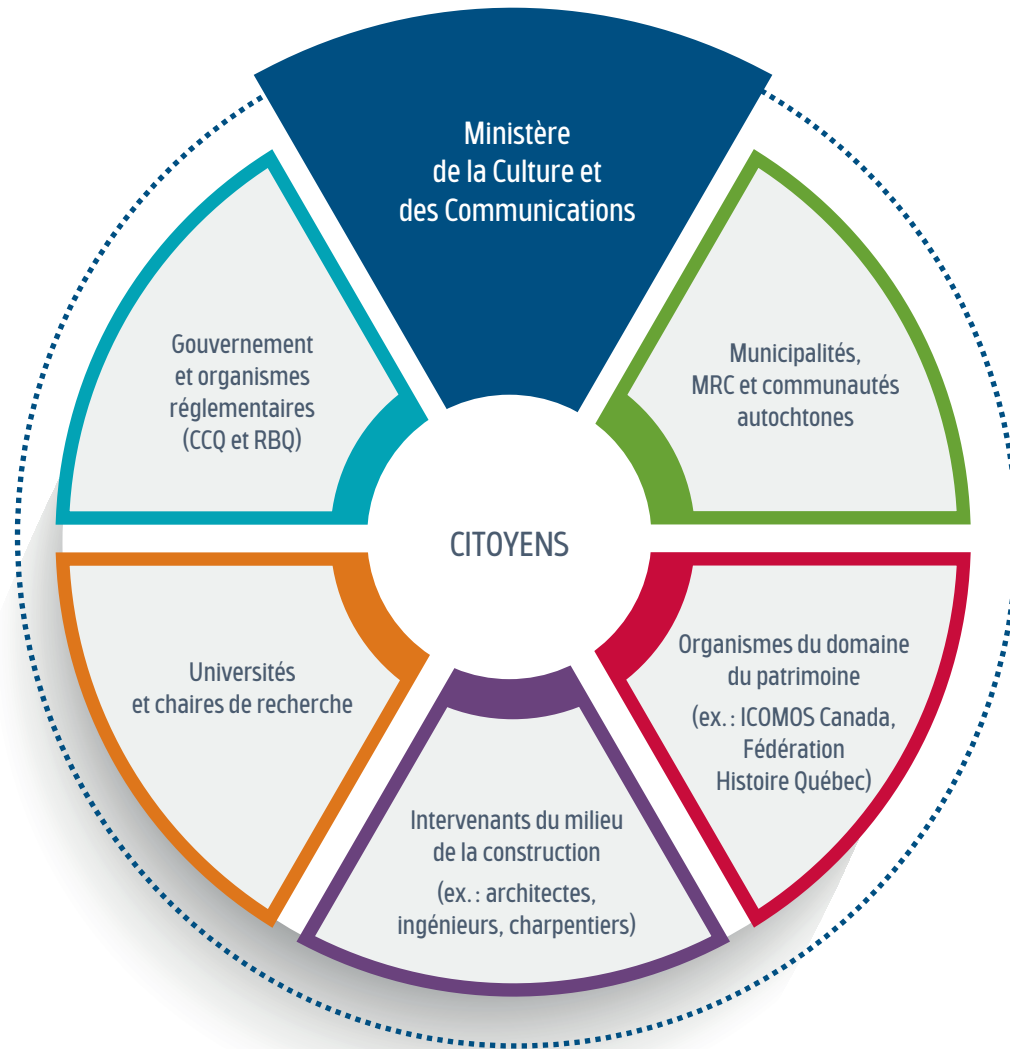 Ministère
de la Culture et
des Communications
Municipalités,
MRC et communautés
autochtones
Organismes du domaine
du patrimoine
(ex. : ICOMOS Canada,
Fédération
Histoire Québec)
Intervenants du milieu
de la construction
(ex. : architectes,
ingénieurs, charpentiers)
Universités
et chaires de recherche
Gouvernement
et organismes
réglementaires
(CCQ et RBQ)
CITOYENS